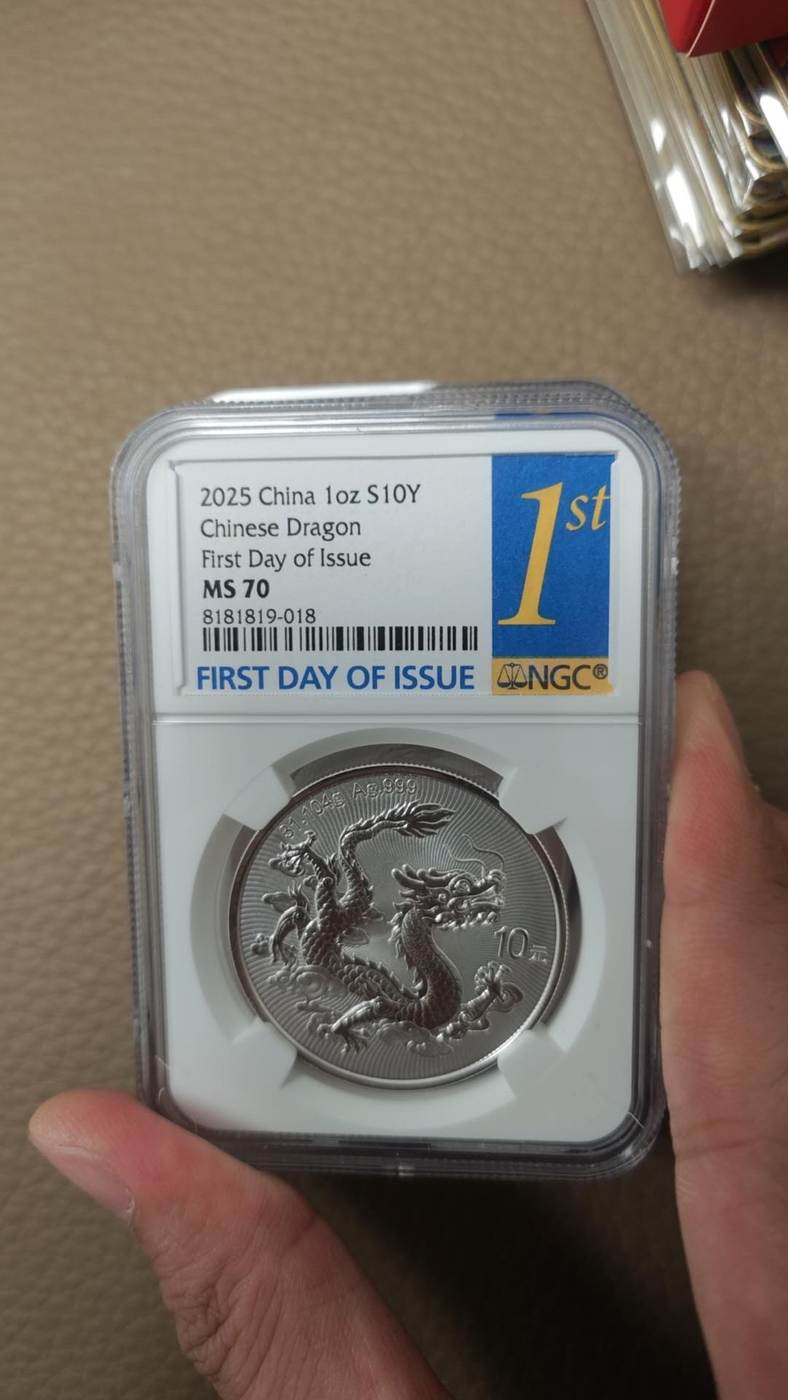 2025 China 1oz S10Y
Chinese Dragon
First Day of Issue
MS 70
8181819-018
FIRST DAY OF ISSUE
1st
NGC®
31.104g Ag.999
10元